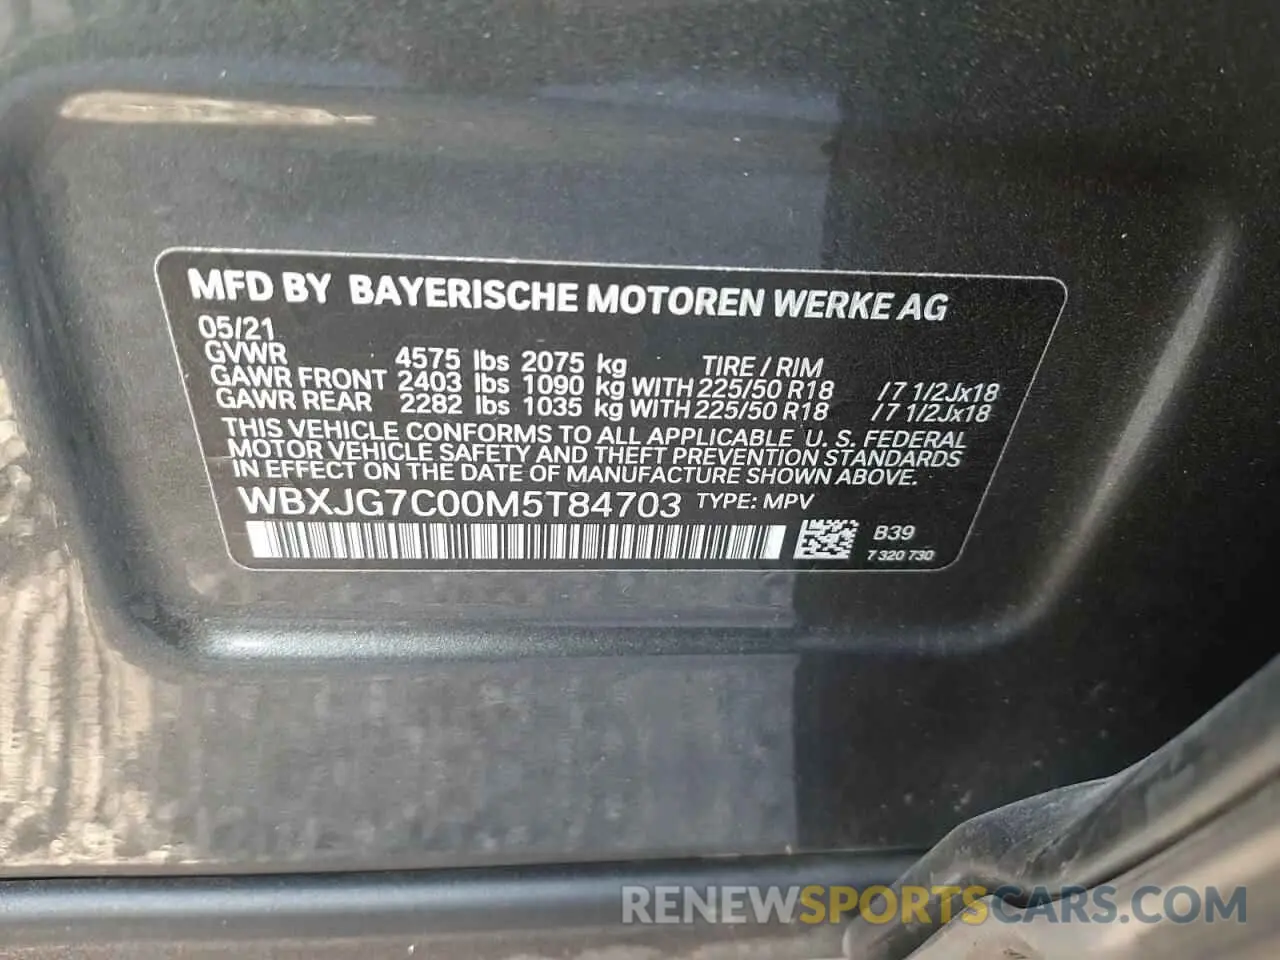 MFD BY BAYERISCHE MOTOREN WERKE AG
05/21
GVWR 4575 lbs 2075 kg TIRE / RIM
GAWR FRONT 2403 lbs 1090 kg WITH 225/50 R18 / 7 1/2Jx18
GAWR REAR 2282 lbs 1035 kg WITH 225/50 R18 / 7 1/2Jx18
THIS VEHICLE CONFORMS TO ALL APPLICABLE U. S. FEDERAL
MOTOR VEHICLE SAFETY AND THEFT PREVENTION STANDARDS
IN EFFECT ON THE DATE OF MANUFACTURE SHOWN ABOVE.
WBXJG7C00M5T84703 TYPE: MPV
B39
7 320 730
RENEWSPORTSCARS.COM